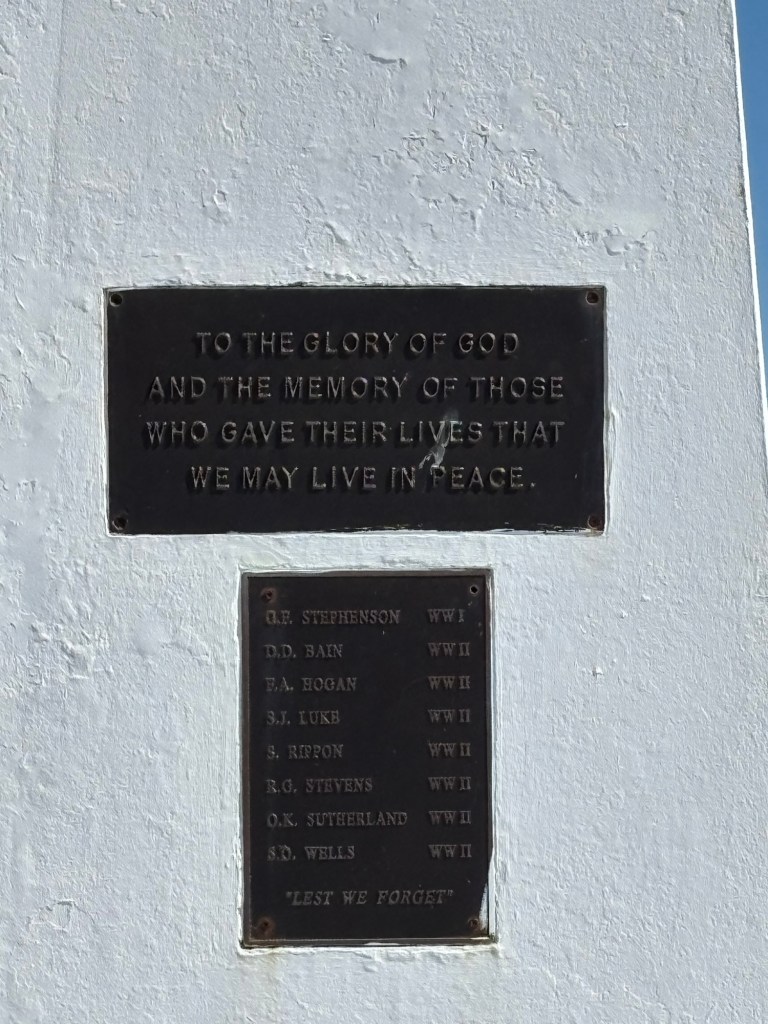 TO THE GLORY OF GOD
AND THE MEMORY OF THOSE
WHO GAVE THEIR LIVES THAT
WE MAY LIVE IN PEACE.
STEPHENSON WW I
D.D. BAIN WW II
F.A. HOGAN WW II
LUKE WW II
S. RIPPON WW II
R.G. STEVENS WW II
O.K. SUTHERLAND WW II
WELLS WW II
"LEST WE FORGET"